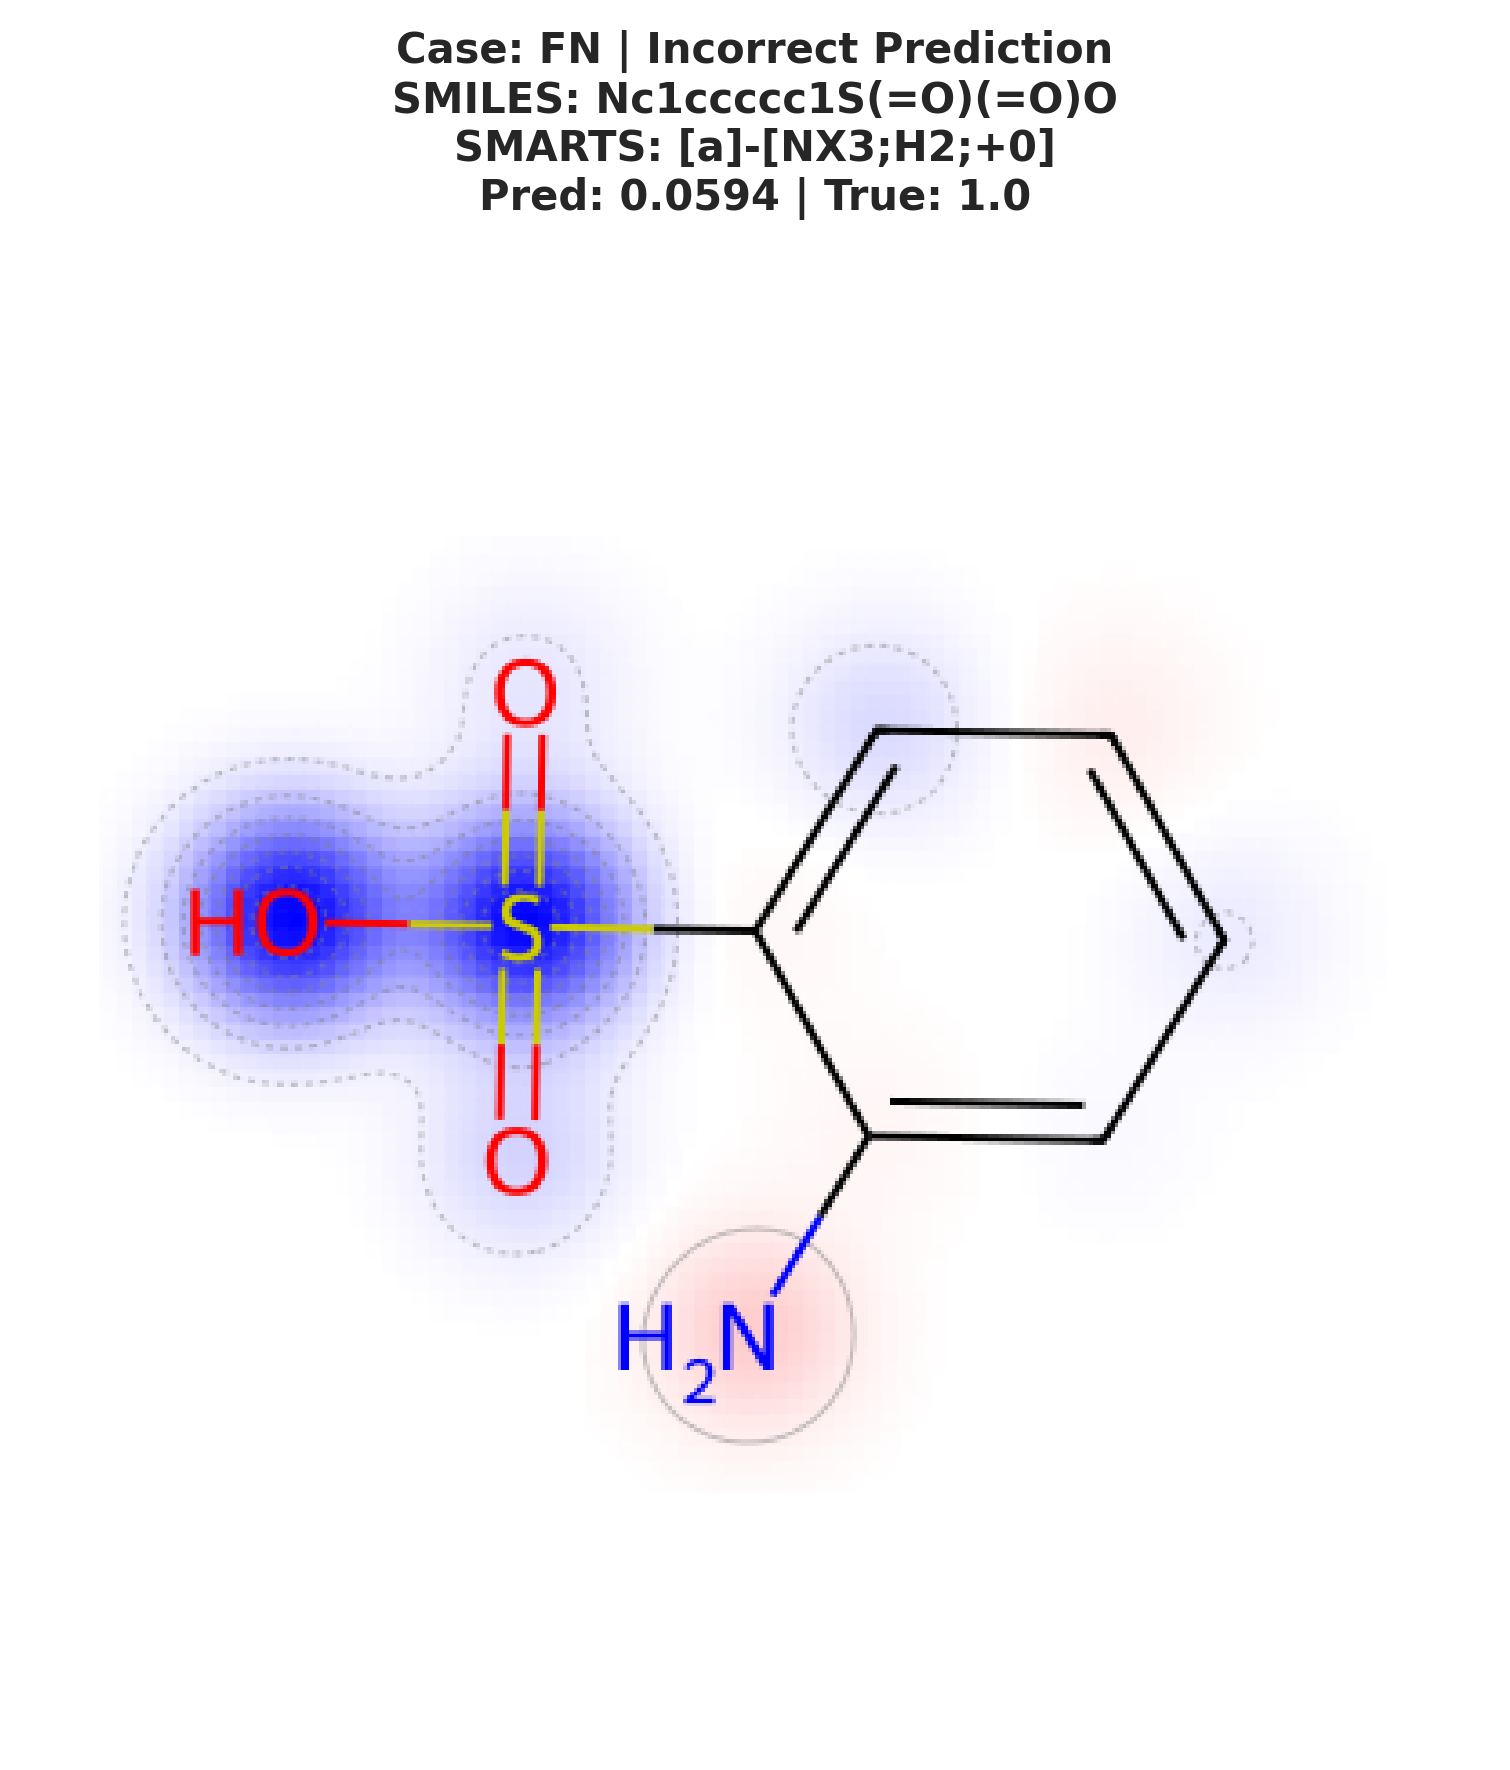 Case: FN | Incorrect Prediction
SMILES: Nc1ccccc1S(=O)(=O)O
SMARTS: [a]-[NX3;H2;+0]
Pred: 0.0594 | True: 1.0
O
HO S
O
H2N